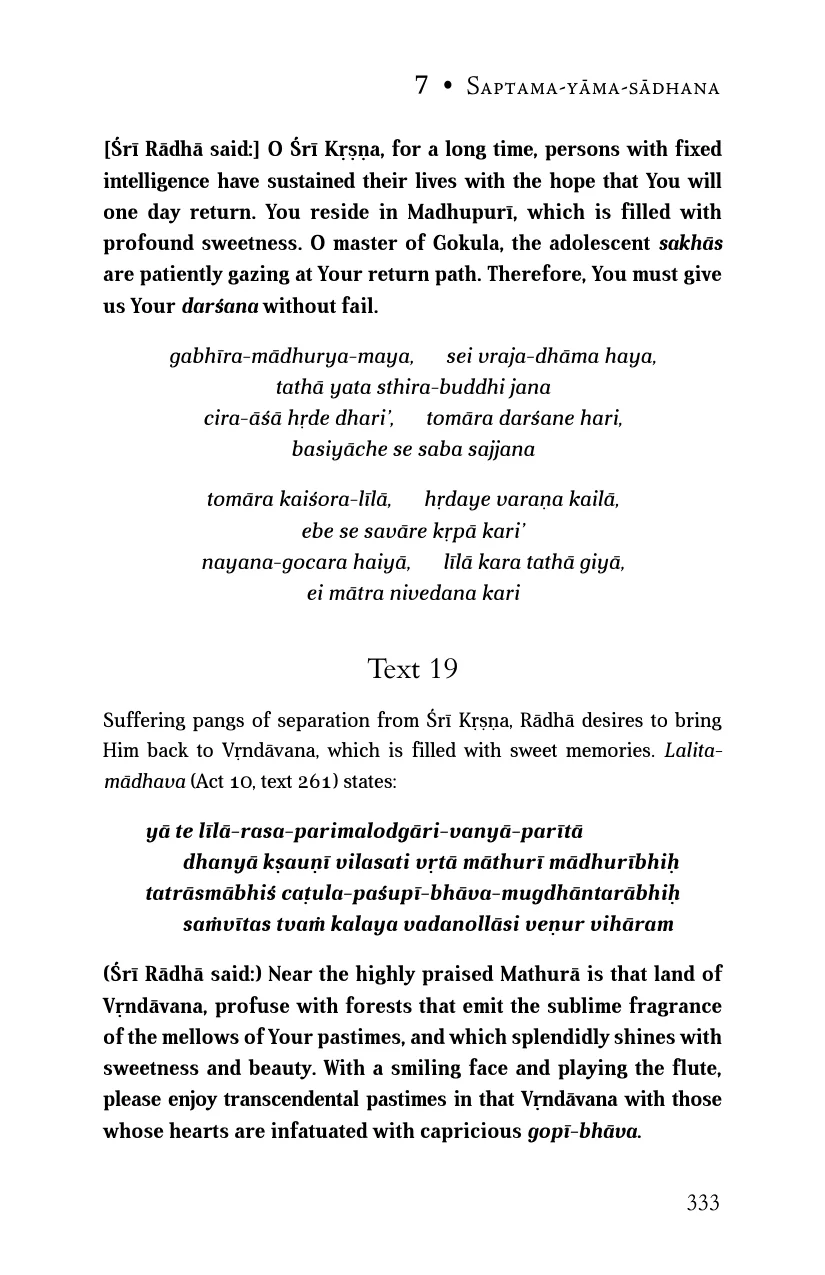 7 • Saptama-yāma-sādhana
[Śrī Rādhā said:] O Śrī Kṛṣṇa, for a long time, persons with fixed
intelligence have sustained their lives with the hope that You will
one day return. You reside in Madhupurī, which is filled with
profound sweetness. O master of Gokula, the adolescent sakhās
are patiently gazing at Your return path. Therefore, You must give
us Your darśana without fail.
gabhīra-mādhurya-maya, sei vraja-dhāma haya,
tathā yata sthira-buddhi jana
cira-āśā hṛde dhari’, tomāra darśane hari,
basiyāche se saba sajjana
tomāra kaiśora-līlā, hṛdaye varaṇa kailā,
ebe se savāre kṛpā kari’
nayana-gocara haiyā, līlā kara tathā giyā,
ei mātra nivedana kari
Text 19
Suffering pangs of separation from Śrī Kṛṣṇa, Rādhā desires to bring
Him back to Vṛndāvana, which is filled with sweet memories. Lalita-
mādhava (Act 10, text 261) states:
yā te līlā-rasa-parimalodgāri-vanyā-parītā
dhanyā kṣauṇī vilasati vṛtā māthurī mādhurībhiḥ
tatrāsmābhiś caṭula-paśupī-bhāva-mugdhāntarābhiḥ
saṁvītas tvaṁ kalaya vadanollāsi veṇur vihāram
(Śrī Rādhā said:) Near the highly praised Mathurā is that land of
Vṛndāvana, profuse with forests that emit the sublime fragrance
of the mellows of Your pastimes, and which splendidly shines with
sweetness and beauty. With a smiling face and playing the flute,
please enjoy transcendental pastimes in that Vṛndāvana with those
whose hearts are infatuated with capricious gopī-bhāva.
333